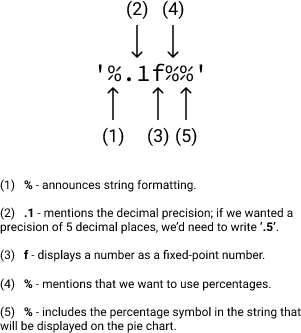 (2) (4)
'%.1f%%'
(1) (3) (5)
(1) % - announces string formatting.
(2) .1 - mentions the decimal precision; if we wanted a
precision of 5 decimal places, we'd need to write '.5'.
(3) f - displays a number as a fixed-point number.
(4) % - mentions that we want to use percentages.
(5) % - includes the percentage symbol in the string that
will be displayed on the pie chart.